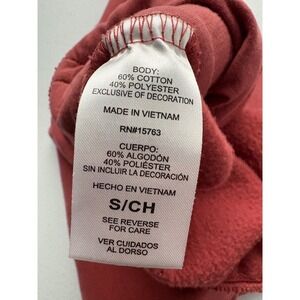 BODY:
60% COTTON
40% POLYESTER
EXCLUSIVE OF DECORATION
MADE IN VIETNAM
RN#15763
CUERPO:
60% ALGODÓN
40% POLIÉSTER
SIN INCLUIR LA DECORACIÓN
HECHO EN VIETNAM
S/CH
SEE REVERSE
FOR CARE
VER CUIDADOS
AL DORSO